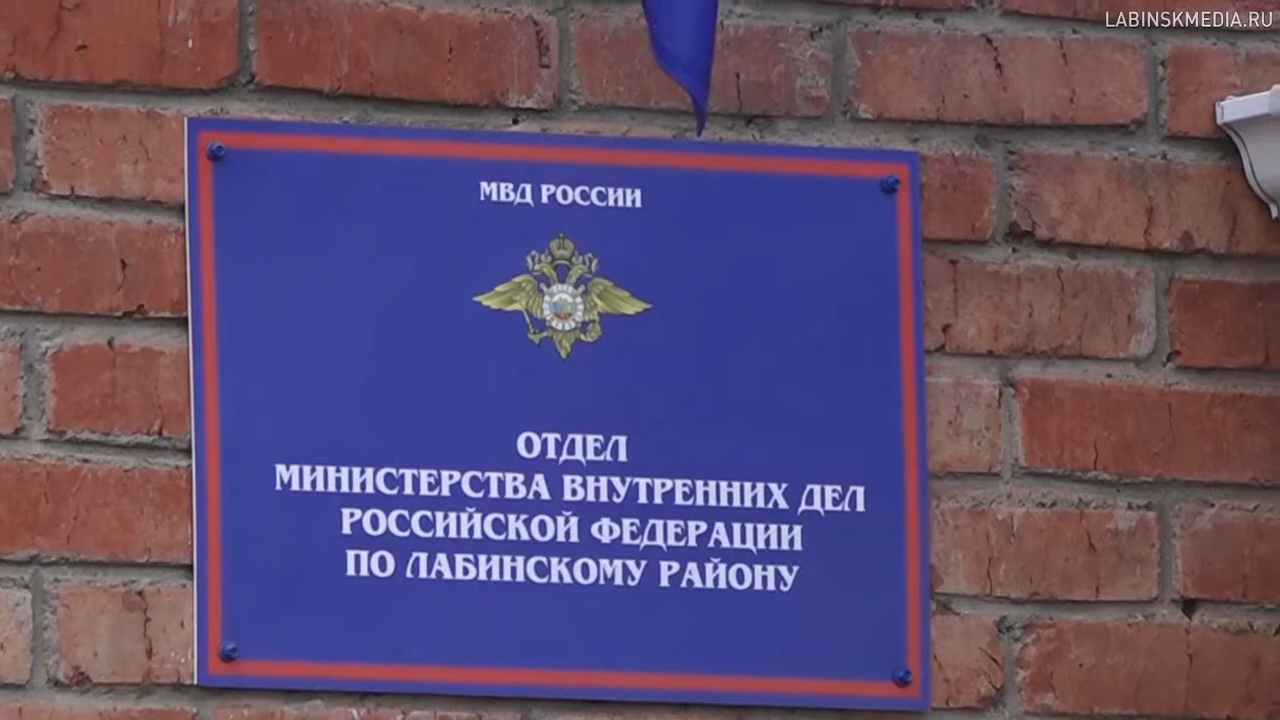 LABINSKMEDIA.RU
МВД РОССИИ
ОТДЕЛ
МИНИСТЕРСТВА ВНУТРЕННИХ ДЕЛ
РОССИЙСКОЙ ФЕДЕРАЦИИ
ПО ЛАБИНСКОМУ РАЙОНУ